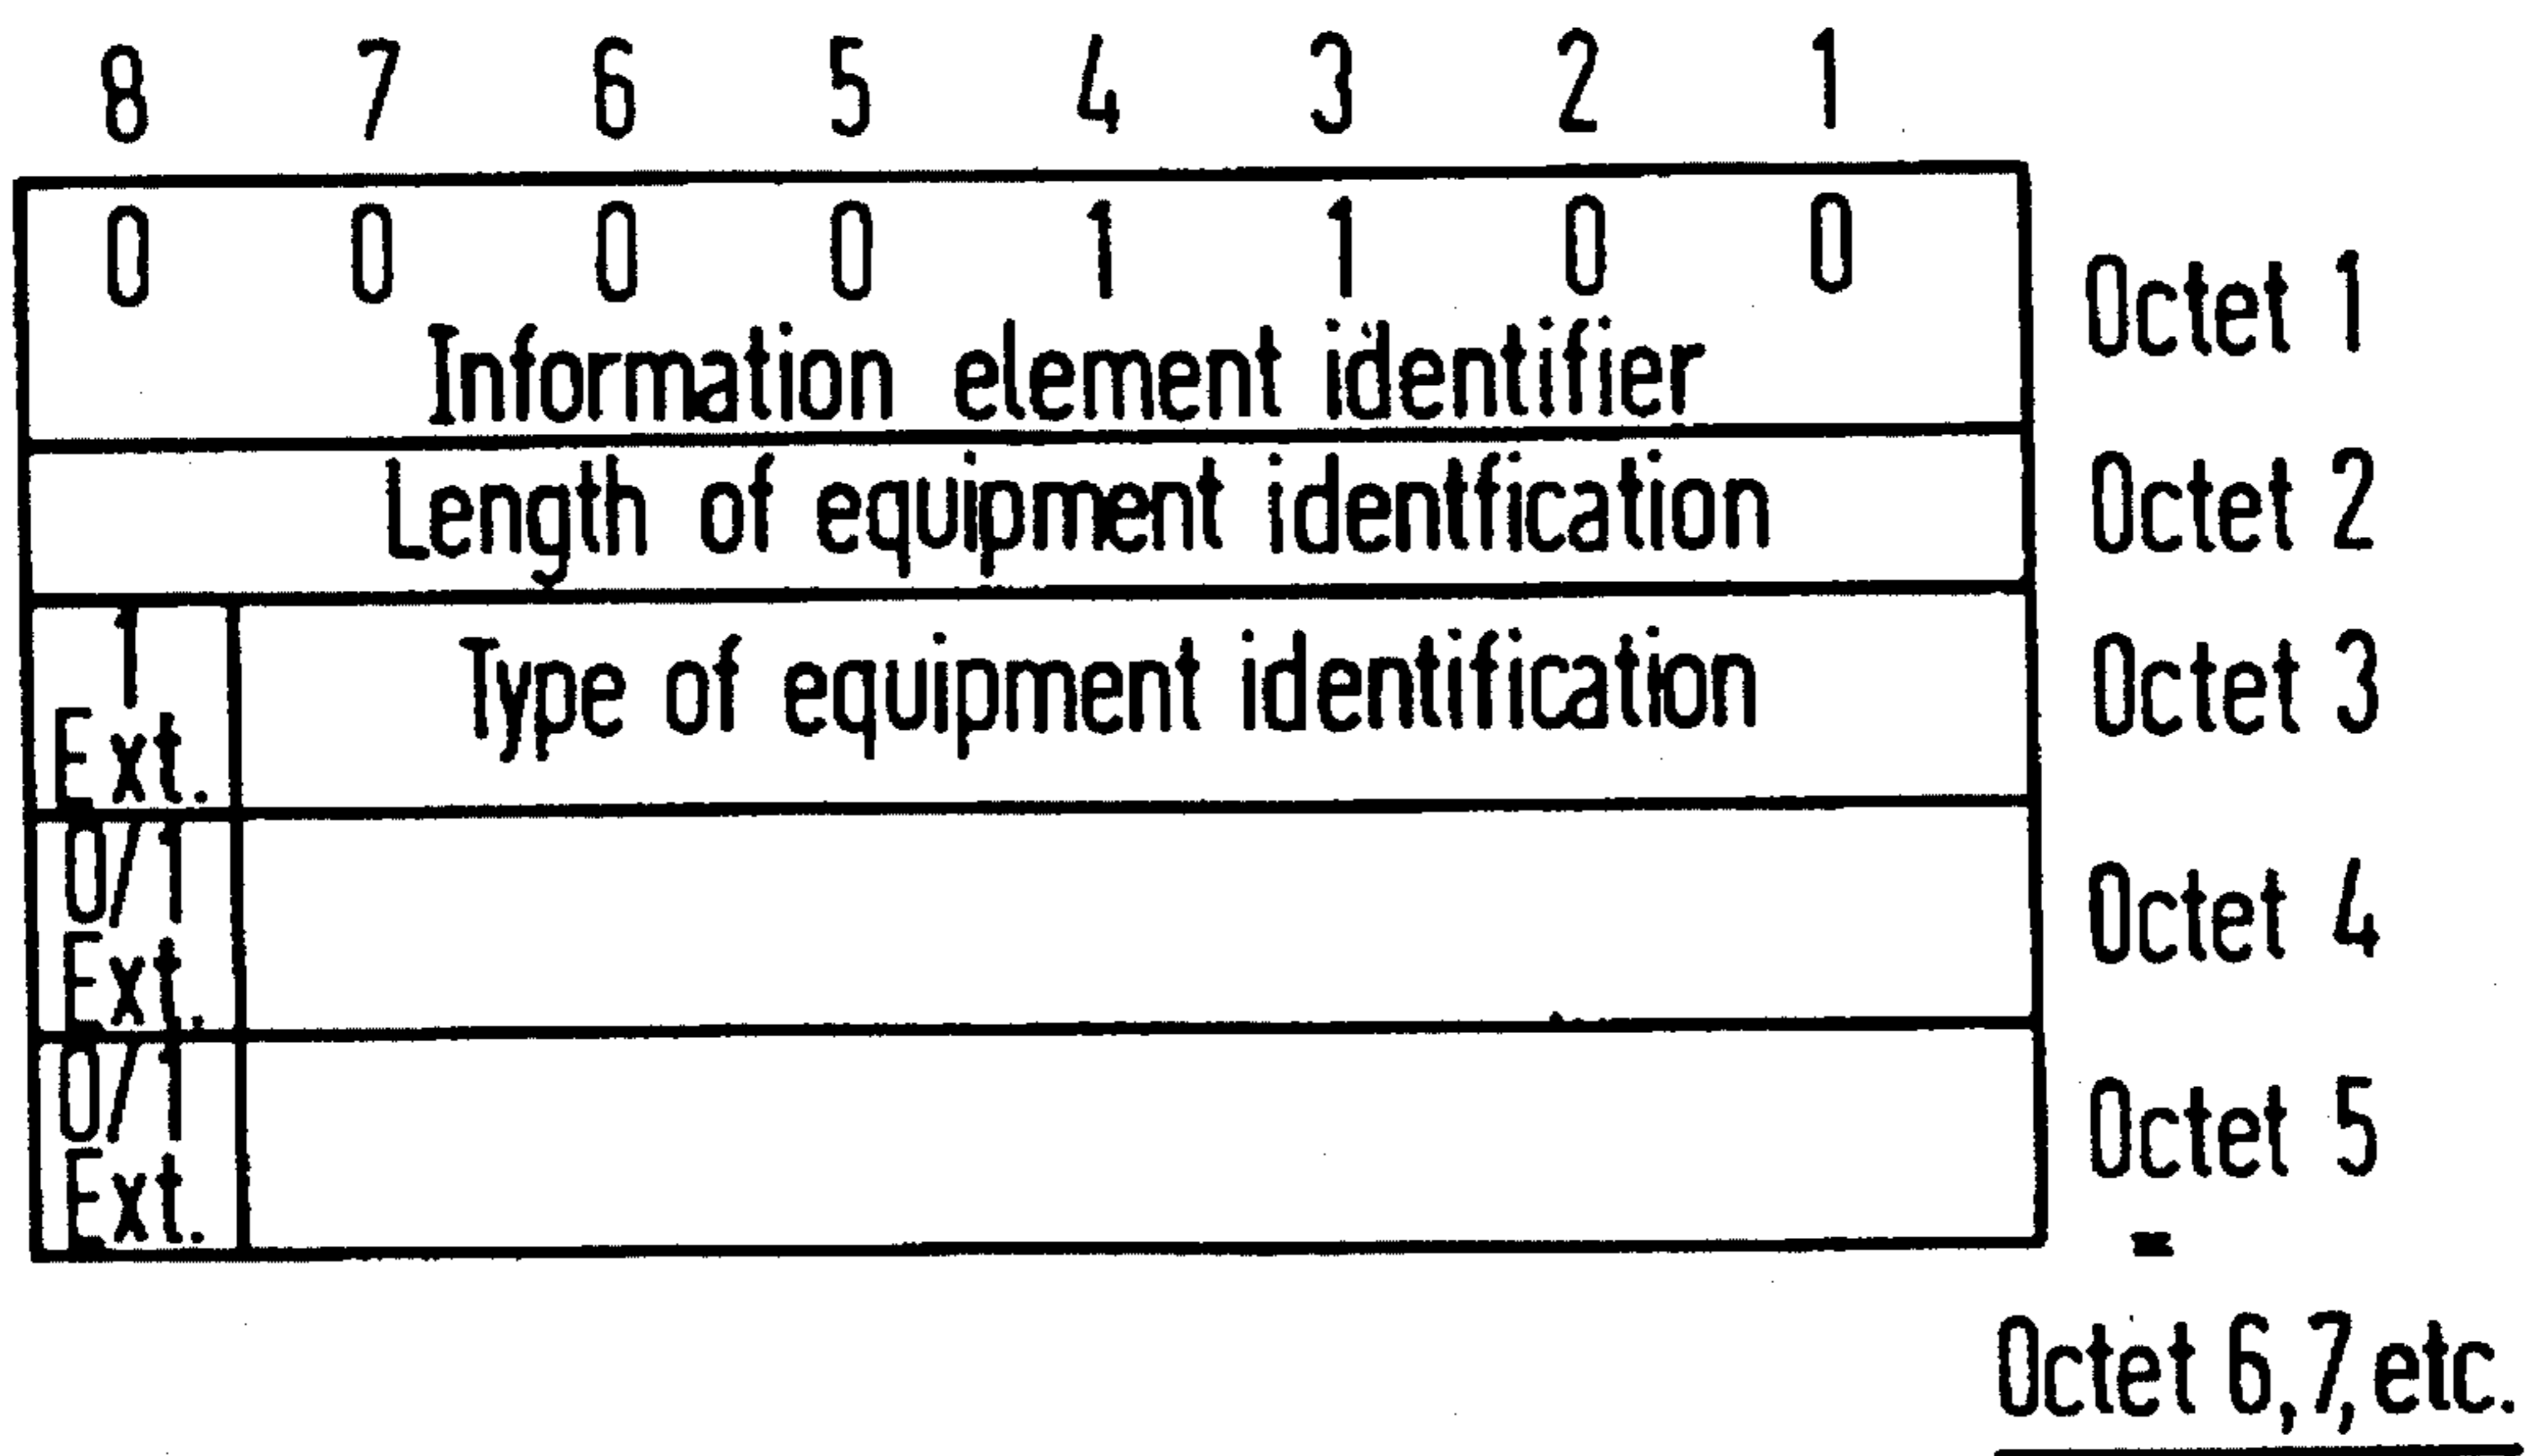 8 7 6 5 4 3 2 1
0 0 0 0 1 1 0 0
Information element identifier
Octet 1
Length of equipment identfication
Octet 2
1
Ext.
Type of equipment identification
Octet 3
0/1
Ext.
Octet 4
0/1
Ext.
Octet 5
Octet 6,7, etc.